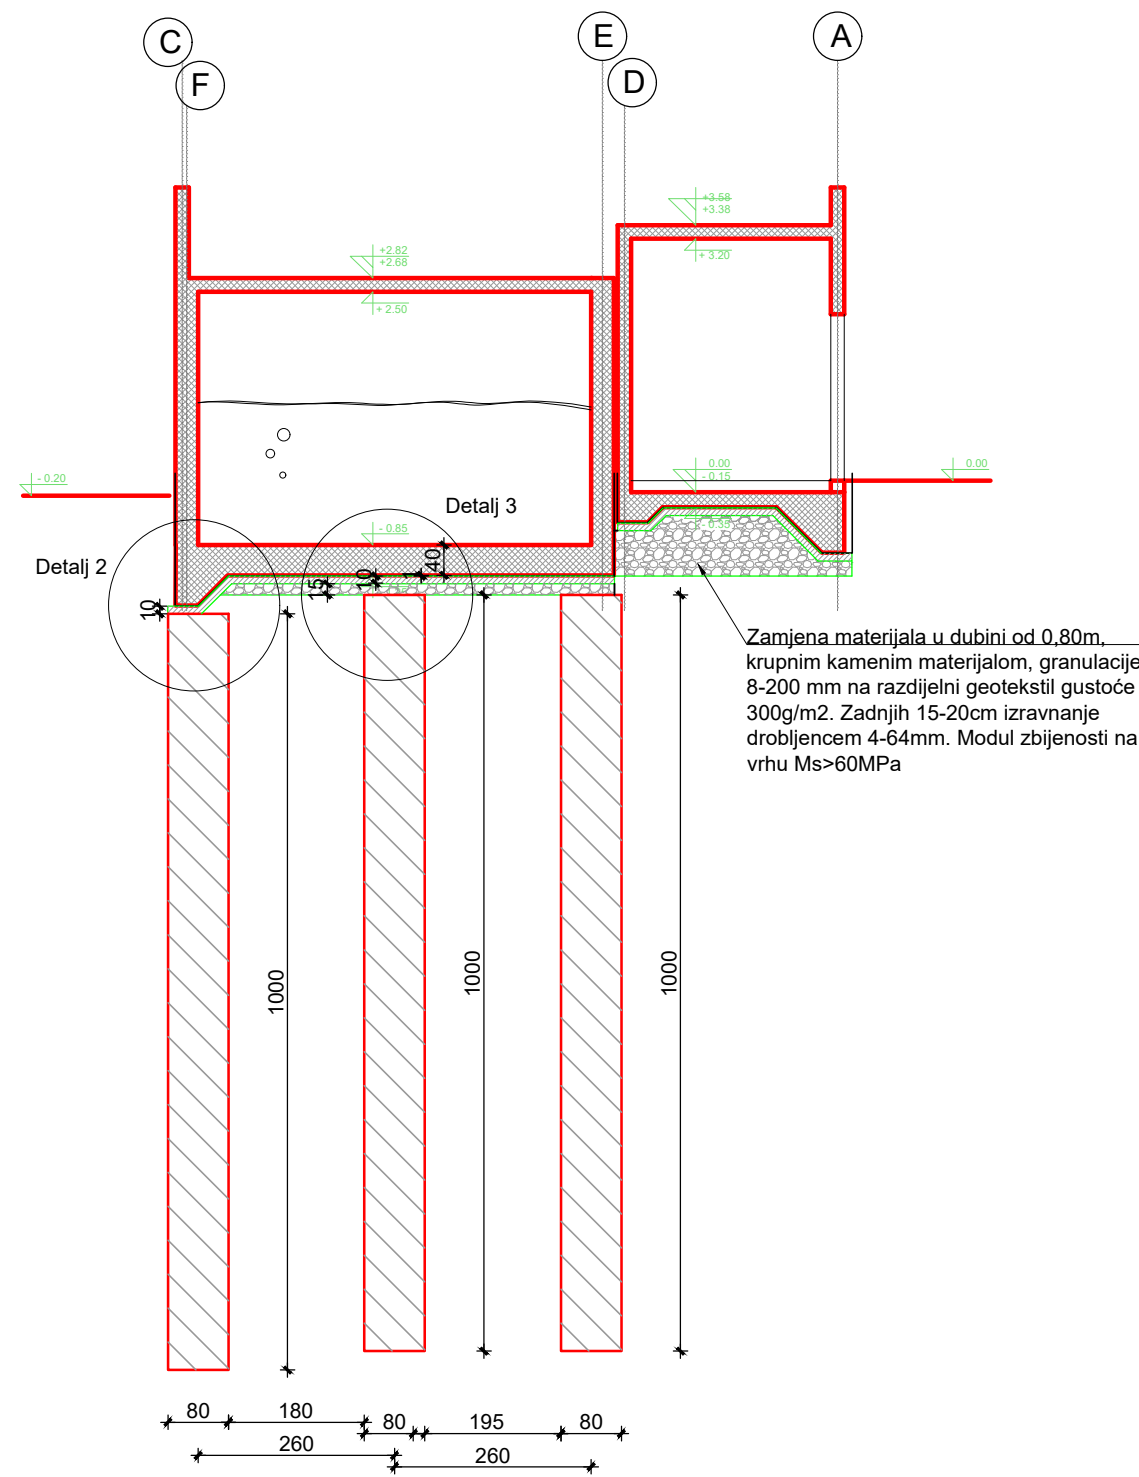 C
F
E
D
A
+3.58
+3.38
+ 3.20
+2.82
+2.68
+ 2.50
- 0.20
0.00
- 0.15
0.00
- 0.35
Detalj 3
- 0.85
Detalj 2
40
1
10
15
10
Zamjena materijala u dubini od 0,80m,
krupnim kamenim materijalom, granulacije
8-200 mm na razdijelni geotekstil gustoće
300g/m2. Zadnjih 15-20cm izravnanje
drobljencem 4-64mm. Modul zbijenosti na
vrhu Ms>60MPa
1000
1000
1000
80
180
80
195
80
260
260